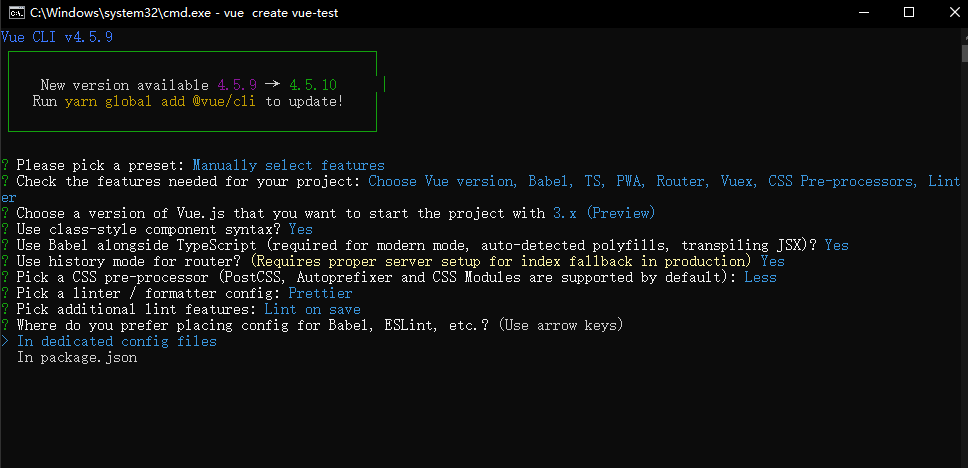 C:\Windows\system32\cmd.exe - vue  create vue-test
Vue CLI v4.5.9
New version available 4.5.9 → 4.5.10
Run yarn global add @vue/cli to update!
? Please pick a preset: Manually select features
? Check the features needed for your project: Choose Vue version, Babel, TS, PWA, Router, Vuex, CSS Pre-processors, Lint
er
? Choose a version of Vue.js that you want to start the project with 3.x (Preview)
? Use class-style component syntax? Yes
? Use Babel alongside TypeScript (required for modern mode, auto-detected polyfills, transpiling JSX)? Yes
? Use history mode for router? (Requires proper server setup for index fallback in production) Yes
? Pick a CSS pre-processor (PostCSS, Autoprefixer and CSS Modules are supported by default): Less
? Pick a linter / formatter config: Prettier
? Pick additional lint features: Lint on save
? Where do you prefer placing config for Babel, ESLint, etc.? (Use arrow keys)
> In dedicated config files
In package.json